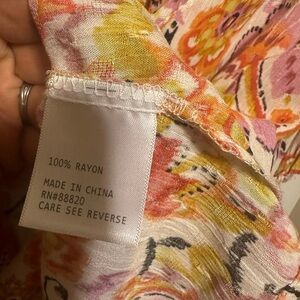 100% RAYON
MADE IN CHINA
RN#88820
CARE SEE REVERSE